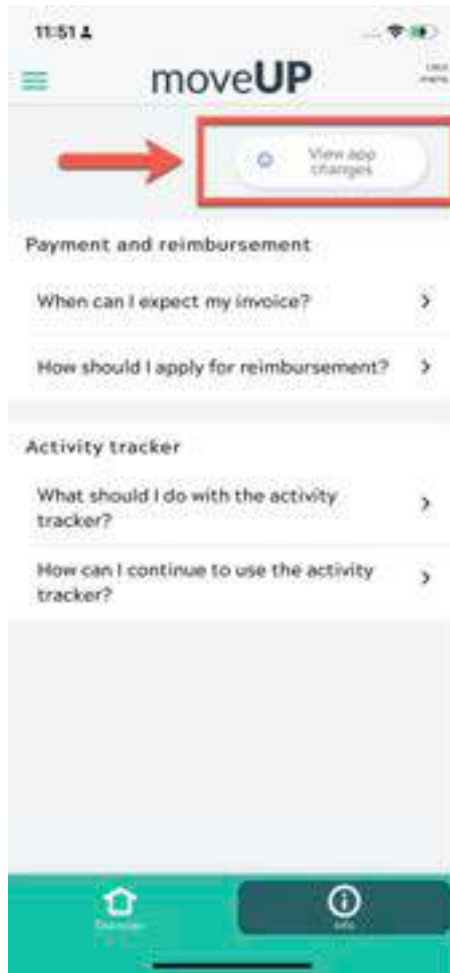 11:51
moveUP
View app
changes
Payment and reimbursement
When can I expect my invoice?
How should I apply for reimbursement?
Activity tracker
What should I do with the activity
tracker?
How can I continue to use the activity
tracker?
Info